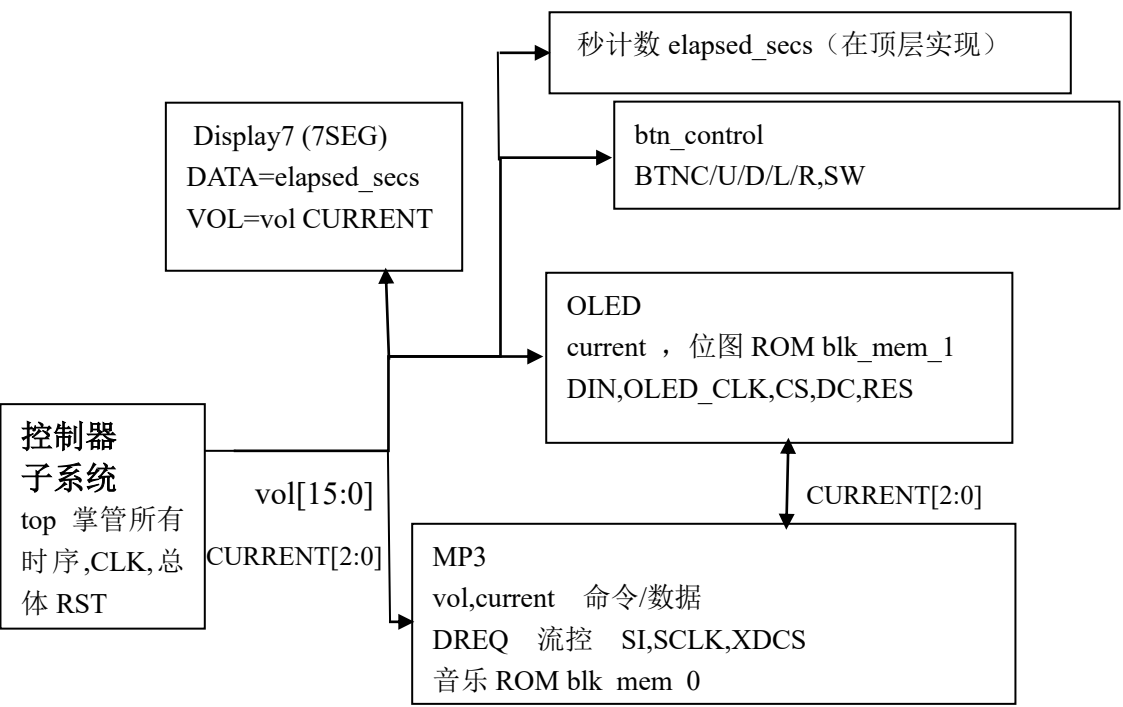 秒计数 elapsed_secs（在顶层实现）
Display7 (7SEG)
DATA=elapsed_secs
VOL=vol CURRENT
btn_control
BTNC/U/D/L/R,SW
OLED
current ，位图 ROM blk_mem_1
DIN,OLED_CLK,CS,DC,RES
控制器
子系统
top 掌管所有
时序,CLK,总
体 RST
vol[15:0]
CURRENT[2:0]
CURRENT[2:0]
MP3
vol,current 命令/数据
DREQ 流控 SI,SCLK,XDCS
音乐 ROM blk_mem_0